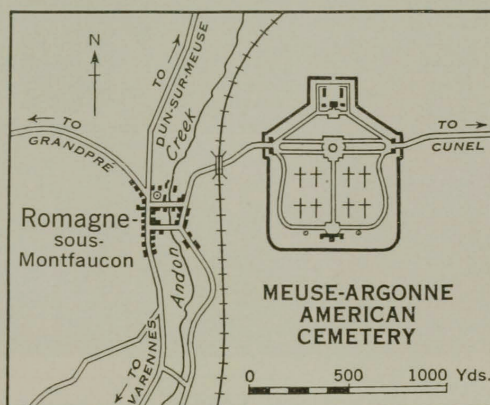 N
TO
DUN-SUR-MEUSE
TO
GRANDPRÉ
Creek
TO
CUNEL
Romagne-
sous-
Montfaucon
Andon
TO
VARENNES
MEUSE-ARGONNE
AMERICAN
CEMETERY
0 500 1000 Yds.